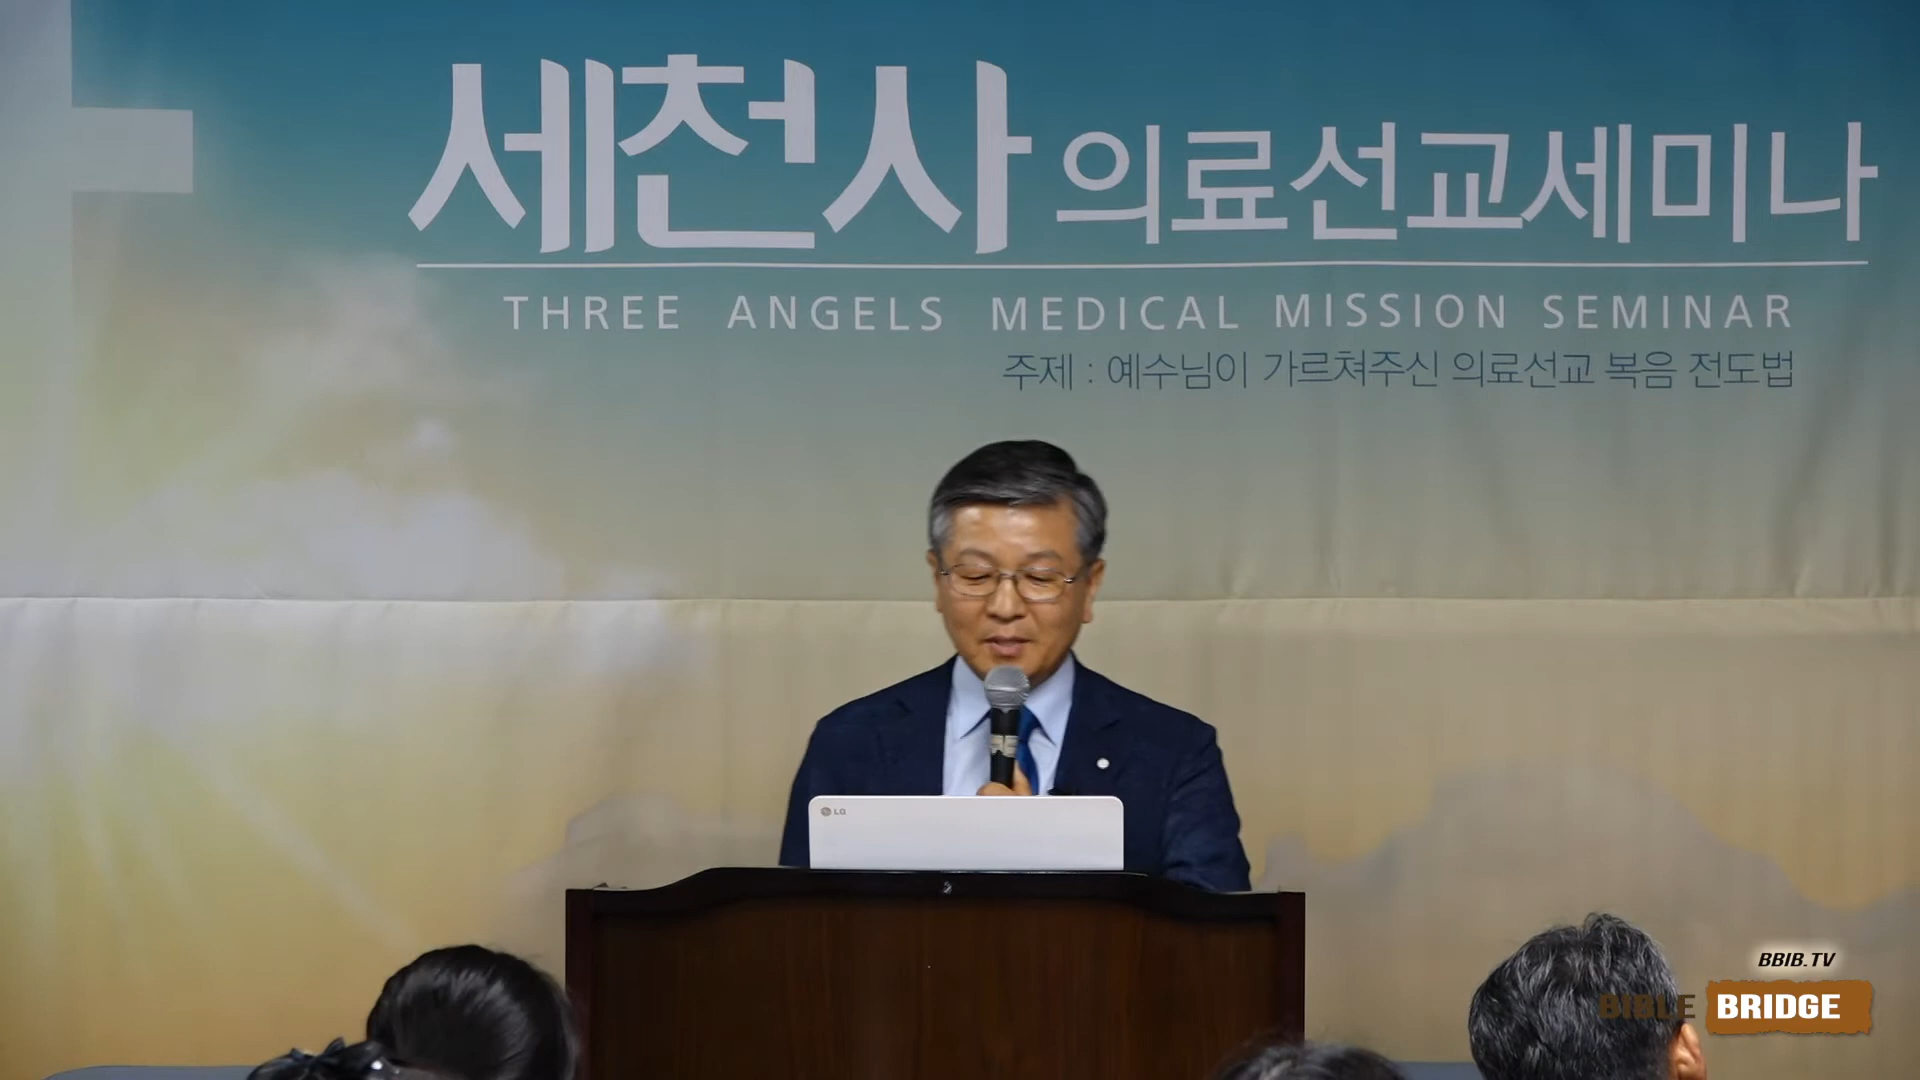 세천사 의료선교세미나
THREE ANGELS MEDICAL MISSION SEMINAR
주제 : 예수님이 가르쳐주신 의료선교 복음 전도법
LG
BBIB.TV
BIBLE BRIDGE